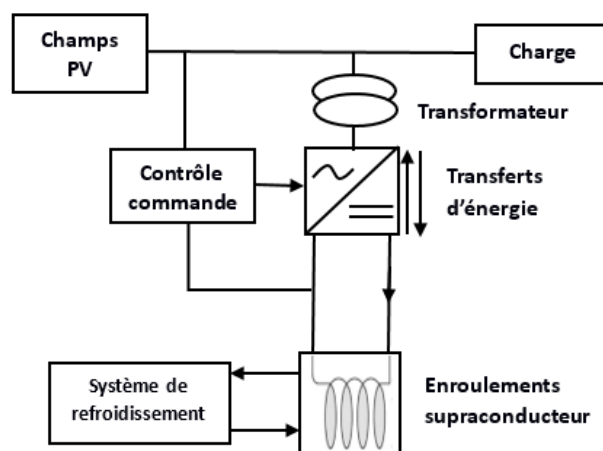 Champs
PV
Charge
Transformateur
Contrôle
commande
Transferts
d'énergie
Système de
refroidissement
Enroulements
supraconducteur